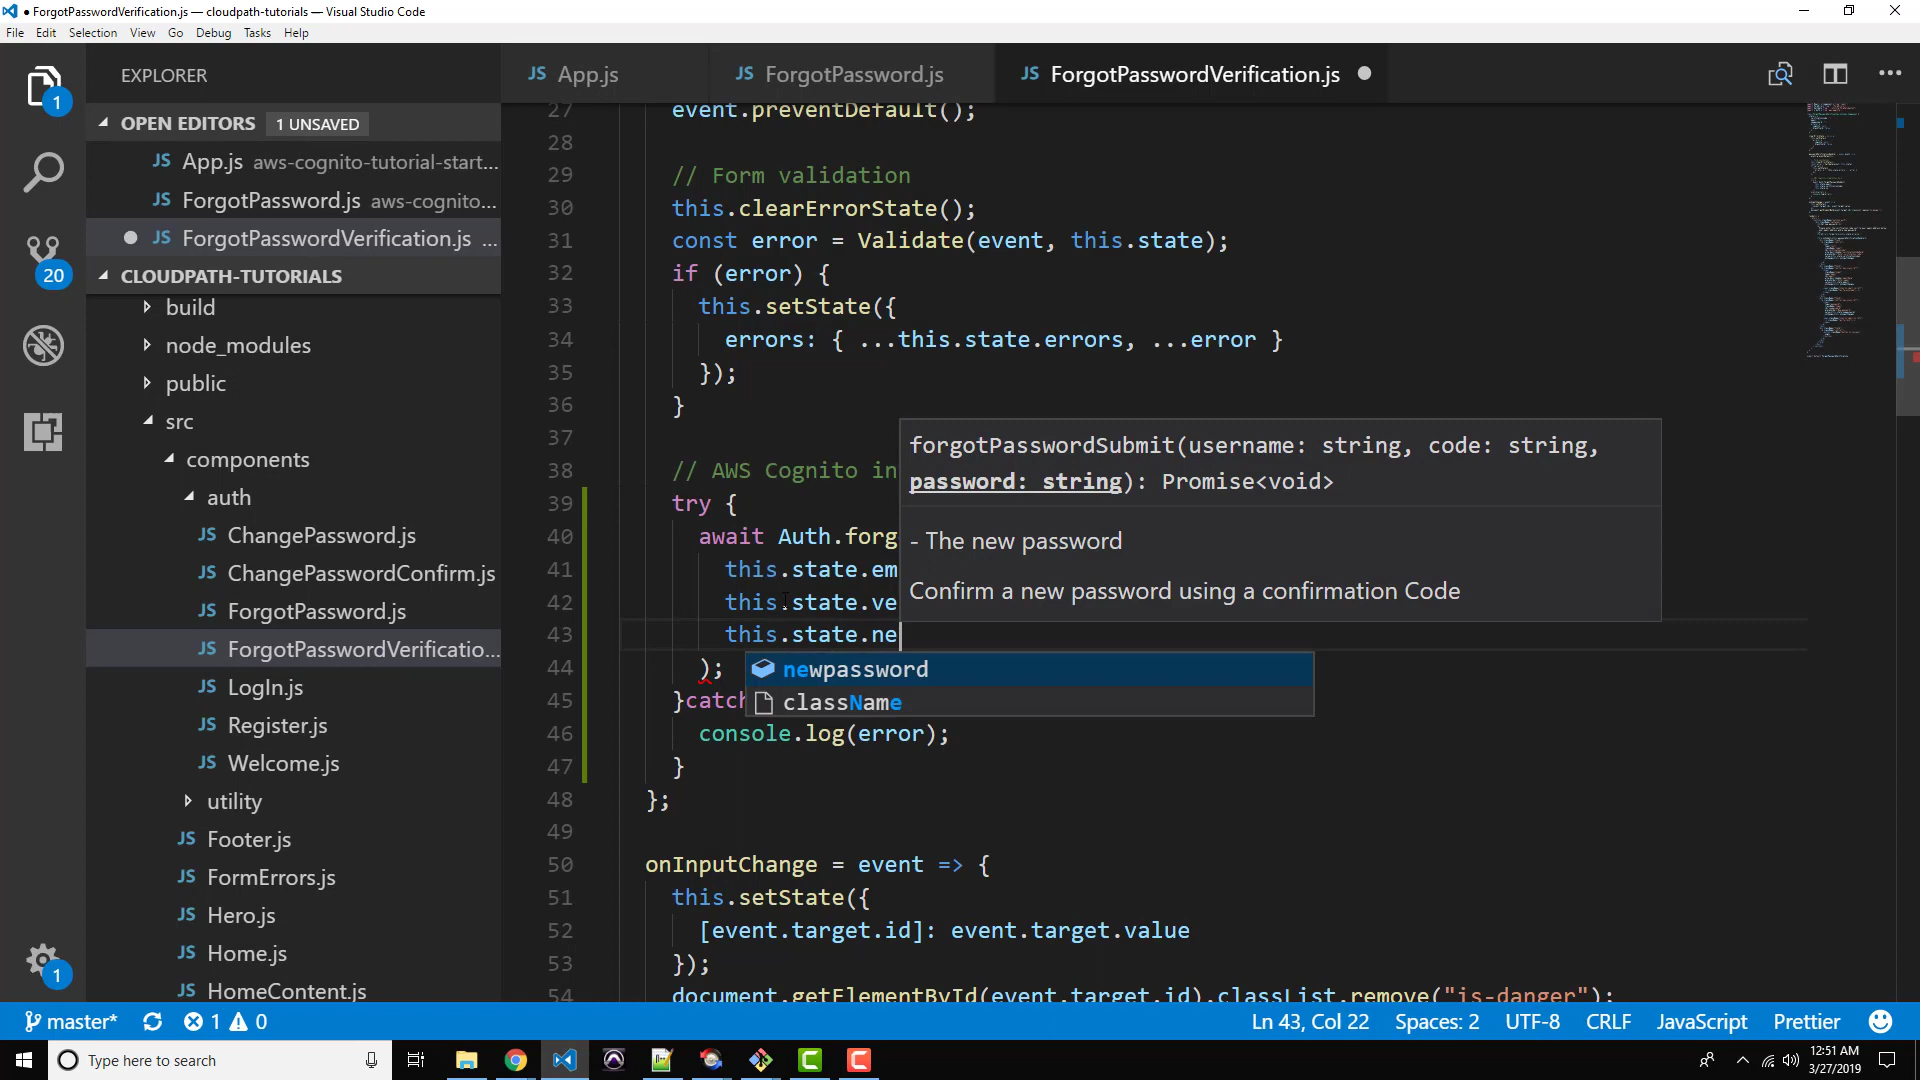 ● ForgotPasswordVerification.js — cloudpath-tutorials — Visual Studio Code
File Edit Selection View Go Debug Tasks Help
EXPLORER
OPEN EDITORS 1 UNSAVED
JS App.js aws-cognito-tutorial-start...
JS ForgotPassword.js aws-cognito...
● JS ForgotPasswordVerification.js ...
CLOUDPATH-TUTORIALS
build
node_modules
public
src
components
auth
JS ChangePassword.js
JS ChangePasswordConfirm.js
JS ForgotPassword.js
JS ForgotPasswordVerificatio...
JS LogIn.js
JS Register.js
JS Welcome.js
utility
JS Footer.js
JS FormErrors.js
JS Hero.js
JS Home.js
JS HomeContent.js
1
20
1
JS App.js JS ForgotPassword.js JS ForgotPasswordVerification.js ●
27 event.preventDefault();
28
29 // Form validation
30 this.clearErrorState();
31 const error = Validate(event, this.state);
32 if (error) {
33 this.setState({
34 errors: { ...this.state.errors, ...error }
35 });
36 }
37
38 // AWS Cognito in
39 try {
40 await Auth.forg
41 this.state.em
42 this.state.ve
43 this.state.ne
44 );
45 }catch
46 console.log(error);
47 }
48 };
49
50 onInputChange = event => {
51 this.setState({
52 [event.target.id]: event.target.value
53 });
54 document.getElementById(event.target.id).classList.remove("is-danger");
forgotPasswordSubmit(username: string, code: string,
password: string): Promise<void>
- The new password
Confirm a new password using a confirmation Code
newpassword
className
master* 1 0 Ln 43, Col 22 Spaces: 2 UTF-8 CRLF JavaScript Prettier
Type here to search
12:51 AM
3/27/2019